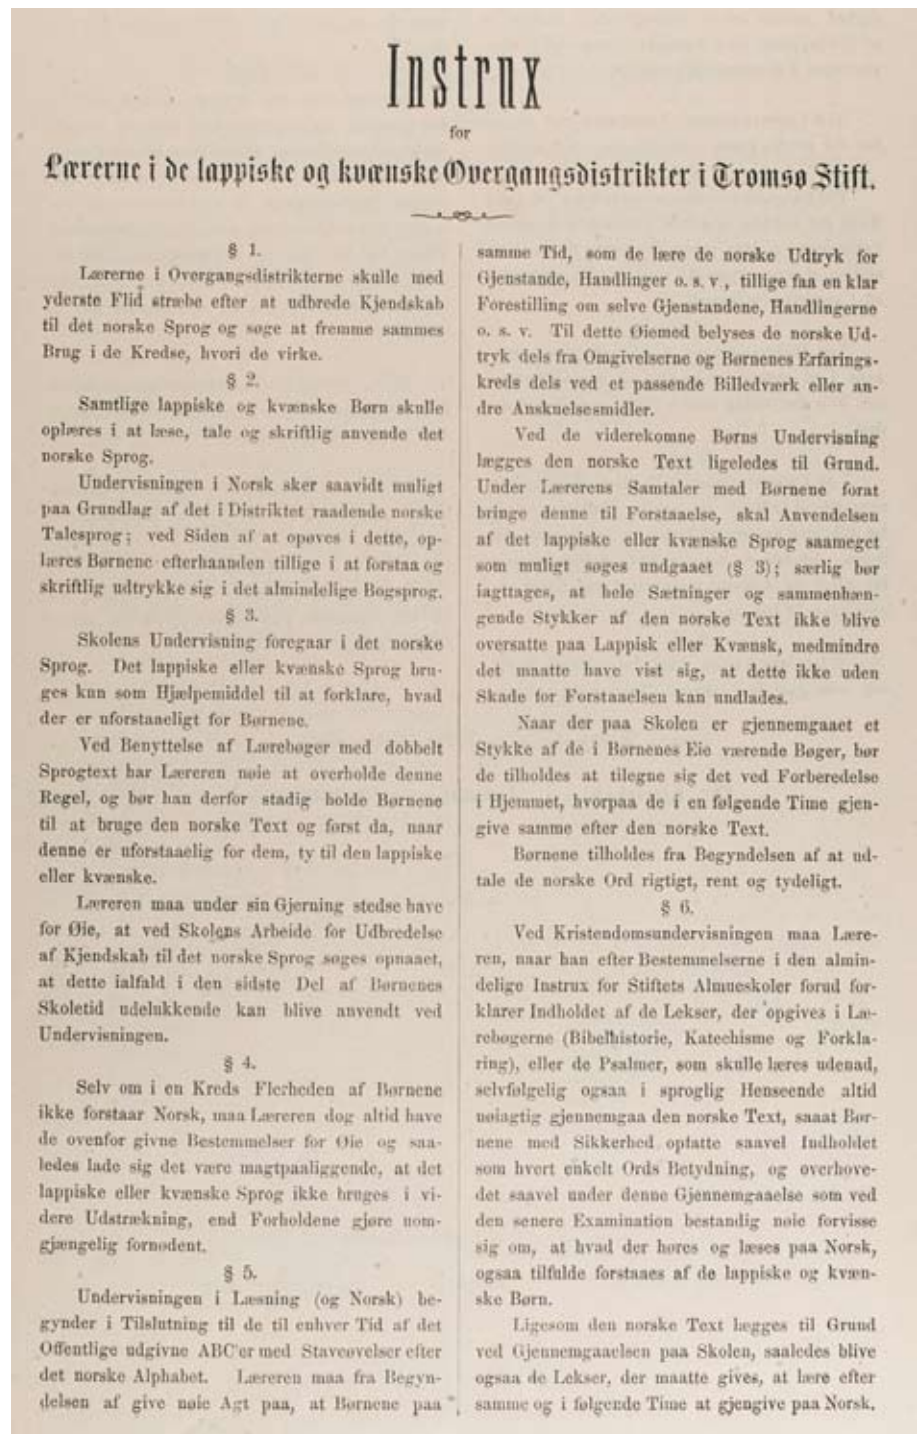 Instrux
for
Lærerne i de lappiske og kvænske Overgangsdistrikter i Tromsø Stift.
§ 1.
Lærerne i Overgangsdistrikterne skulle med
yderste Flid stræbe efter at udbrede Kjendskab
til det norske Sprog og søge at fremme sammes
Brug i de Kredse, hvori de virke.
§ 2.
Samtlige lappiske og kvænske Børn skulle
oplæres i at læse, tale og skriftlig anvende det
norske Sprog.
Undervisningen i Norsk sker saavidt muligt
paa Grundlag af det i Distriktet raadende norske
Talesprog; ved Siden af at opøves i dette, op-
læres Børnene efterhaanden tillige i at forstaa og
skriftlig udtrykke sig i det almindelige Bogsprog.
§ 3.
Skolens Undervisning foregaar i det norske
Sprog. Det lappiske eller kvænske Sprog bru-
ges kun som Hjælpemiddel til at forklare, hvad
der er uforstaaeligt for Børnene.
Ved Benyttelse af Lærebøger med dobbelt
Sprogtext har Læreren nøie at overholde denne
Regel, og bør han derfor stadig holde Børnene
til at bruge den norske Text og først da, naar
denne er uforstaaelig for dem, ty til den lappiske
eller kvænske.
Læreren maa under sin Gjerning stedse have
for Øie, at ved Skolens Arbeide for Udbredelse
af Kjendskab til det norske Sprog søges opnaaet,
at dette ialfald i den sidste Del af Børnenes
Skoletid udelukkende kan blive anvendt ved
Undervisningen.
§ 4.
Selv om i en Kreds Flerheden af Børnene
ikke forstaar Norsk, maa Læreren dog altid have
de ovenfor givne Bestemmelser for Øie og saa-
ledes lade sig det være magtpaaliggende, at det
lappiske eller kvænske Sprog ikke bruges i vi-
dere Udstrækning, end Forholdene gjøre uom-
gjængelig fornødent.
§ 5.
Undervisningen i Læsning (og Norsk) be-
gynder i Tilslutning til de til enhver Tid af det
Offentlige udgivne ABC'er med Staveøvelser efter
det norske Alphabet. Læreren maa fra Begyn-
delsen af give nøie Agt paa, at Børnene paa
samme Tid, som de lære de norske Udtryk for
Gjenstande, Handlinger o. s. v., tillige faa en klar
Forestilling om selve Gjenstandene, Handlingerne
o. s. v. Til dette Øiemed belyses de norske Ud-
tryk dels fra Omgivelserne og Børnenes Erfarings-
kreds dels ved et passende Billedværk eller an-
dre Anskuelsesmidler.
Ved de viderekomne Børns Undervisning
lægges den norske Text ligeledes til Grund.
Under Lærerens Samtaler med Børnene forat
bringe denne til Forstaaelse, skal Anvendelsen
af det lappiske eller kvænske Sprog saameget
som muligt søges undgaaet (§ 3); særlig bør
iagttages, at hele Sætninger og sammenhæn-
gende Stykker af den norske Text ikke blive
oversatte paa Lappisk eller Kvænsk, medmindre
det maatte have vist sig, at dette ikke uden
Skade for Forstaaelsen kan undlades.
Naar der paa Skolen er gjennemgaaet et
Stykke af de i Børnenes Eie værende Bøger, bør
de tilholdes at tilegne sig det ved Forberedelse
i Hjemmet, hvorpaa de i en følgende Time gjen-
give samme efter den norske Text.
Børnene tilholdes fra Begyndelsen af at ud-
tale de norske Ord rigtigt, rent og tydeligt.
§ 6.
Ved Kristendomsundervisningen maa Lære-
ren, naar han efter Bestemmelserne i den almin-
delige Instrux for Stiftets Almueskoler forud for-
klarer Indholdet af de Lekser, der opgives i Læ-
rebøgerne (Bibelhistorie, Katechisme og Forkla-
ring), eller de Psalmer, som skulle læres udenad,
selvfølgelig ogsaa i sproglig Henseende altid
nøiagtig gjennemgaa den norske Text, saaat Bør-
nene med Sikkerhed opfatte saavel Indholdet
som hvert enkelt Ords Betydning, og overhove-
det saavel under denne Gjennemgaaelse som ved
den senere Examination bestandig nøie forvisse
sig om, at hvad der høres og læses paa Norsk,
ogsaa tilfulde forstaaes af de lappiske og kvæn-
ske Børn.
Ligesom den norske Text lægges til Grund
ved Gjennemgaaelsen paa Skolen, saaledes blive
ogsaa de Lekser, der maatte gives, at lære efter
samme og i følgende Time at gjengive paa Norsk.